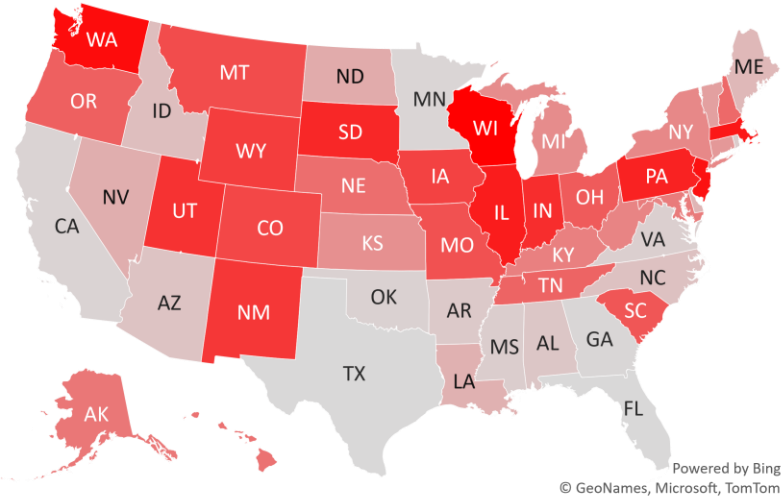 WA
MT
ND
MN
ME
OR
ID
SD
WI
MI
NY
WY
IA
PA
NE
NV
UT
CO
IL
IN
OH
CA
KS
MO
KY
VA
AZ
NM
OK
AR
TN
NC
SC
MS
AL
GA
TX
LA
FL
AK
Powered by Bing
© GeoNames, Microsoft, TomTom